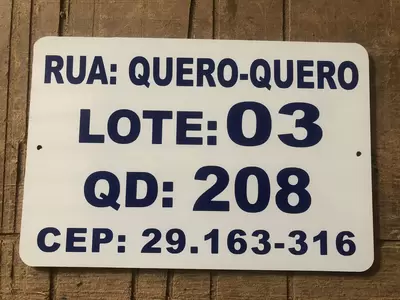 RUA: QUERO-QUERO
LOTE: 03
QD: 208
CEP: 29.163-316